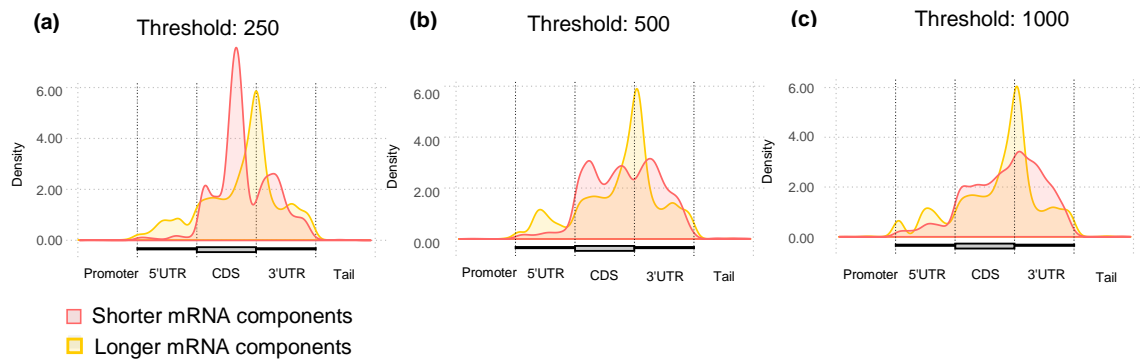 (a)
Threshold: 250
Density
6.00
4.00
2.00
0.00
Promoter 5'UTR CDS 3'UTR Tail
(b)
Threshold: 500
Density
6.00
4.00
2.00
0.00
Promoter 5'UTR CDS 3'UTR Tail
(c)
Threshold: 1000
Density
6.00
4.00
2.00
0.00
Promoter 5'UTR CDS 3'UTR Tail
Shorter mRNA components
Longer mRNA components